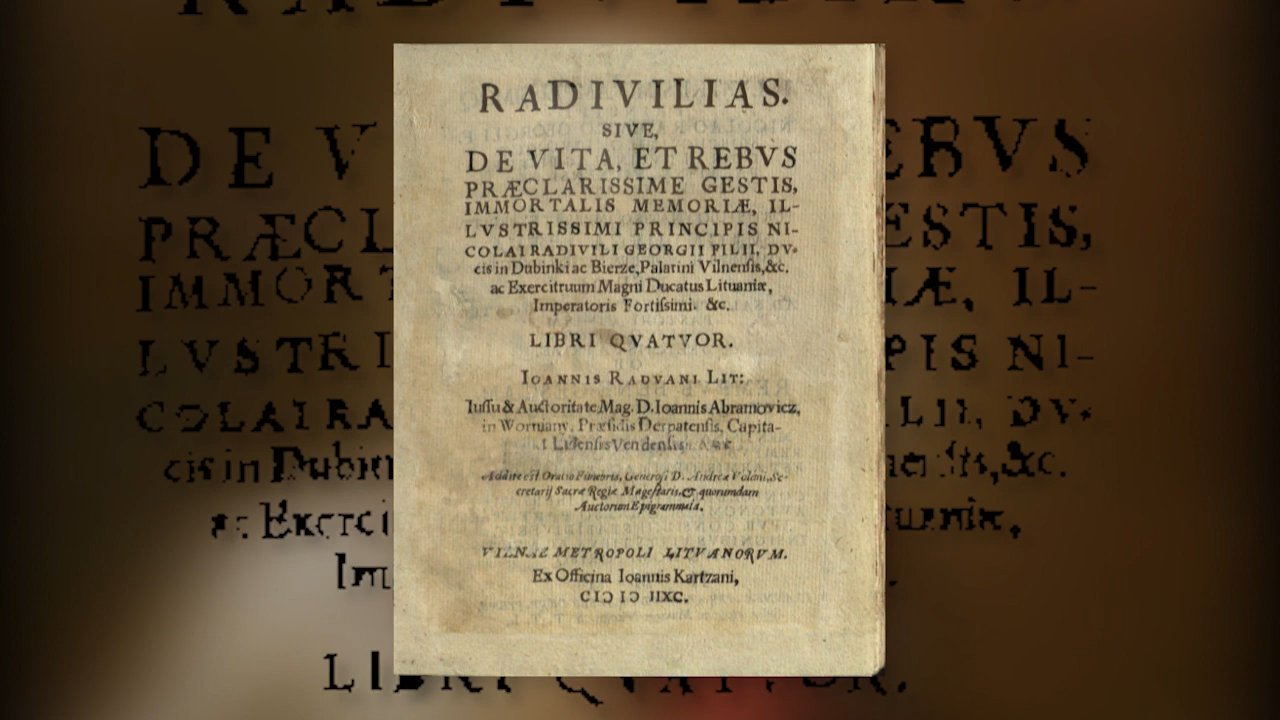 RADIVILIAS.
SIVE,
DE VITA, ET REBVS
PRÆCLARISSIME GESTIS,
IMMORTALIS MEMORIÆ, IL-
LVSTRISSIMI PRINCIPIS NI-
COLAI RADIVILI GEORGII FILII, DV-
cis in Dubinki ac Bierze, Palatini Vilnenſis, &c.
ac Exercituum Magni Ducatus Lituaniæ,
Imperatoris Fortiſsimi. &c.
LIBRI QVATVOR.
IOANNIS RADVANI LIT:
Iuſſu & Auctoritate Mag. D. Ioannis Abramovicz,
in Worniany. Præſidis Derpatenſis, Capita-
Lidenſis Vendenſis
Addita eſt Oratio Funebris, Generoſi D. Andreæ Volani, Se-
cretarij Sacræ Regiæ Mageſtatis, & quorundam
Auctorum Epigrammata.
VILNAE METROPOLI LITVANORVM.
Ex Officina Ioannis Kartzani,
CIↃ IↃ IIXC.